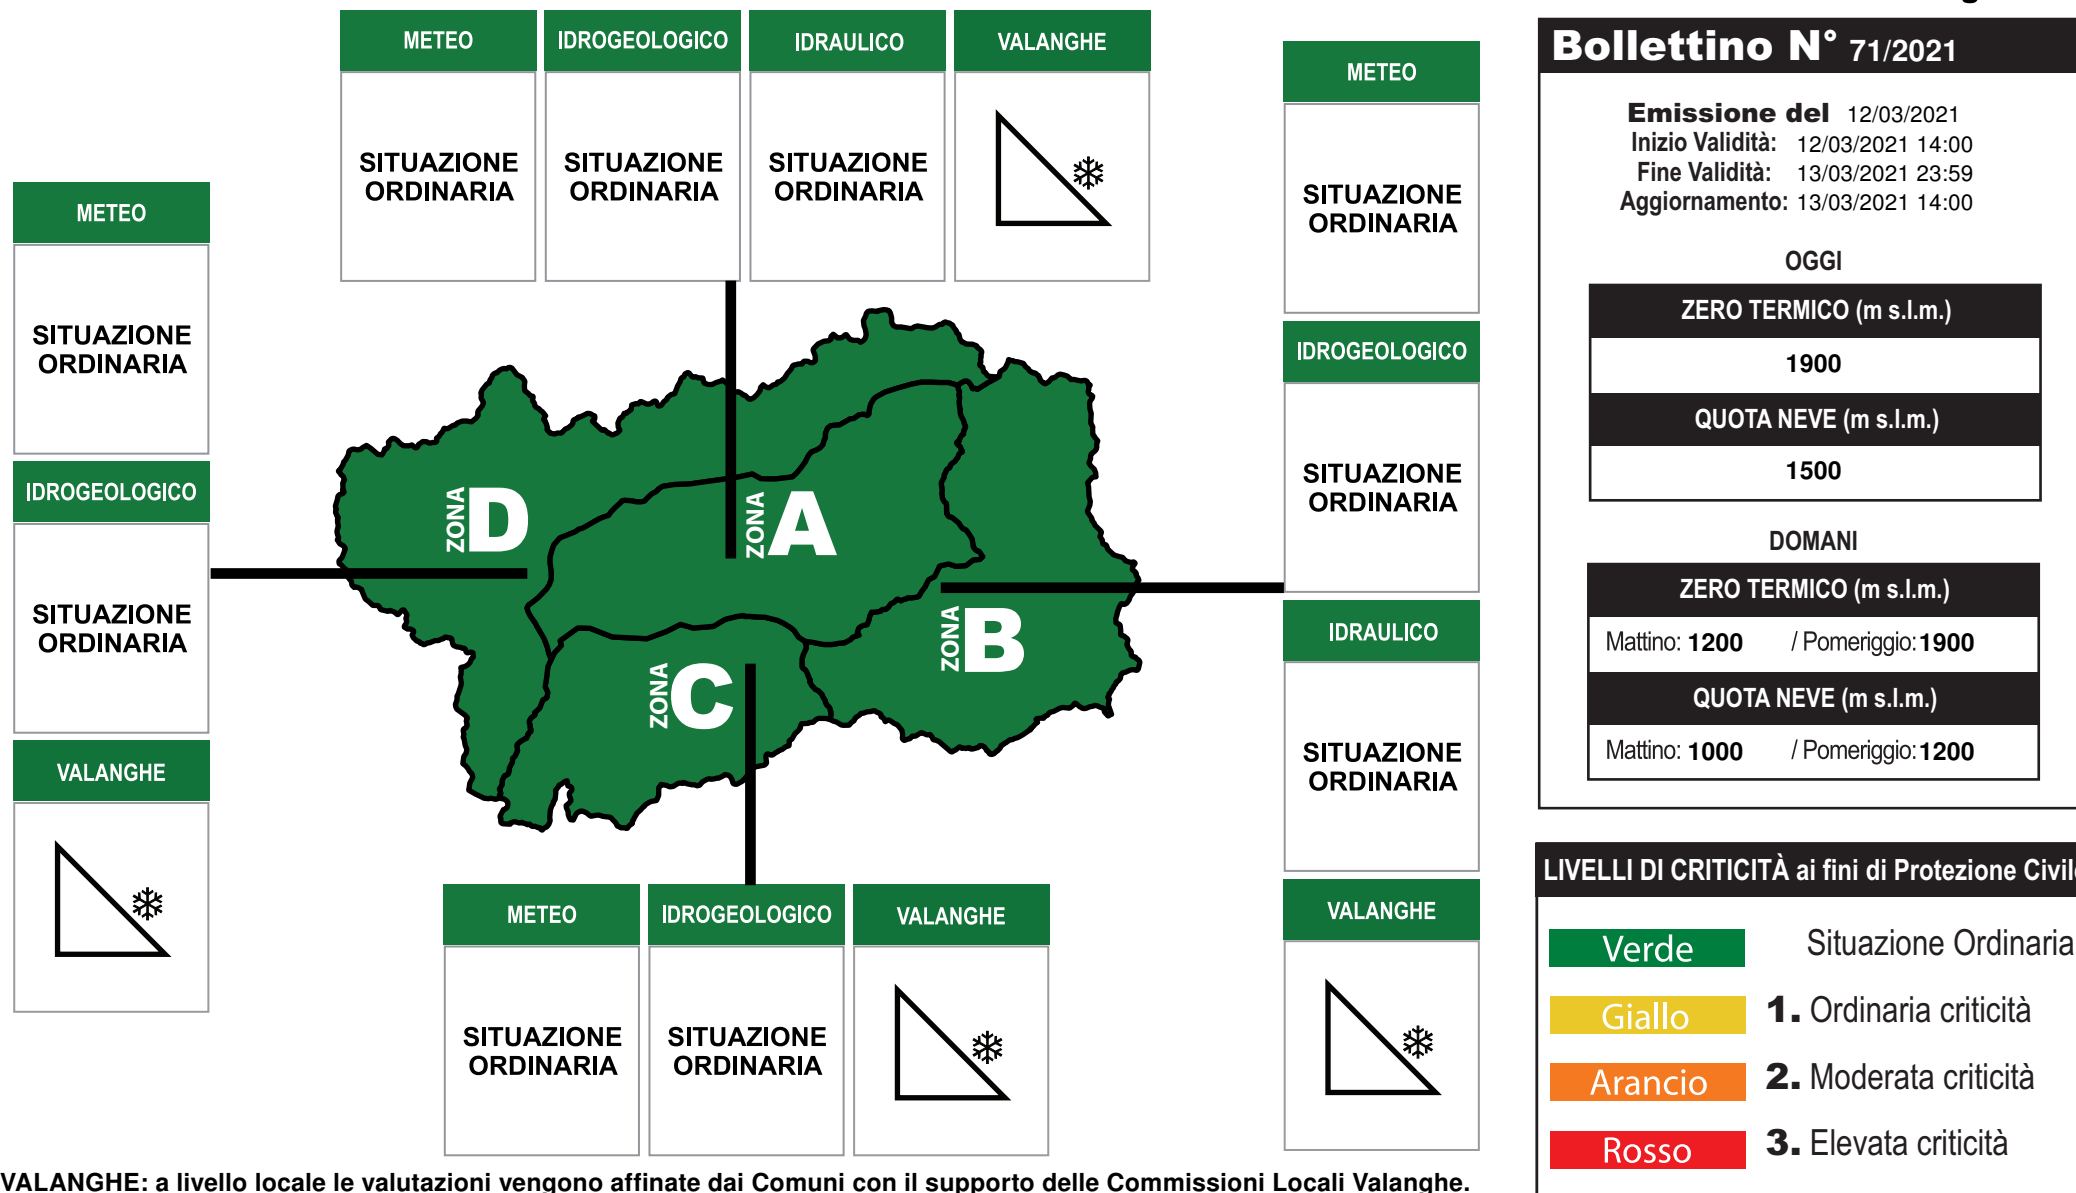 METEO
SITUAZIONE
ORDINARIA
IDROGEOLOGICO
SITUAZIONE
ORDINARIA
IDRAULICO
SITUAZIONE
ORDINARIA
VALANGHE
METEO
SITUAZIONE
ORDINARIA
IDROGEOLOGICO
SITUAZIONE
ORDINARIA
VALANGHE
ZONA D
ZONA A
ZONA B
ZONA C
METEO
SITUAZIONE
ORDINARIA
IDROGEOLOGICO
SITUAZIONE
ORDINARIA
IDRAULICO
SITUAZIONE
ORDINARIA
VALANGHE
METEO
SITUAZIONE
ORDINARIA
IDROGEOLOGICO
SITUAZIONE
ORDINARIA
VALANGHE
VALANGHE: a livello locale le valutazioni vengono affinate dai Comuni con il supporto delle Commissioni Locali Valanghe.
Bollettino N° 71/2021
Emissione del 12/03/2021
Inizio Validità: 12/03/2021 14:00
Fine Validità: 13/03/2021 23:59
Aggiornamento: 13/03/2021 14:00
OGGI
ZERO TERMICO (m s.l.m.)
1900
QUOTA NEVE (m s.l.m.)
1500
DOMANI
ZERO TERMICO (m s.l.m.)
Mattino: 1200 / Pomeriggio: 1900
QUOTA NEVE (m s.l.m.)
Mattino: 1000 / Pomeriggio: 1200
LIVELLI DI CRITICITÀ ai fini di Protezione Civile
Verde Situazione Ordinaria
Giallo 1. Ordinaria criticità
Arancio 2. Moderata criticità
Rosso 3. Elevata criticità